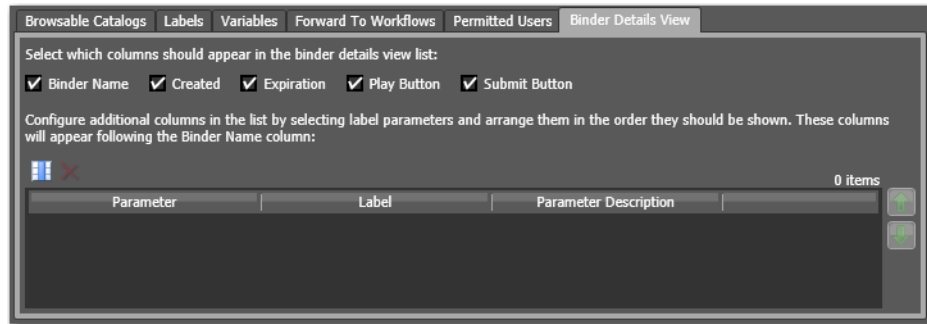 Browsable Catalogs Labels Variables Forward To Workflows Permitted Users Binder Details View
Select which columns should appear in the binder details view list:
Binder Name Created Expiration Play Button Submit Button
Configure additional columns in the list by selecting label parameters and arrange them in the order they should be shown. These columns
will appear following the Binder Name column:
0 items
Parameter Label Parameter Description